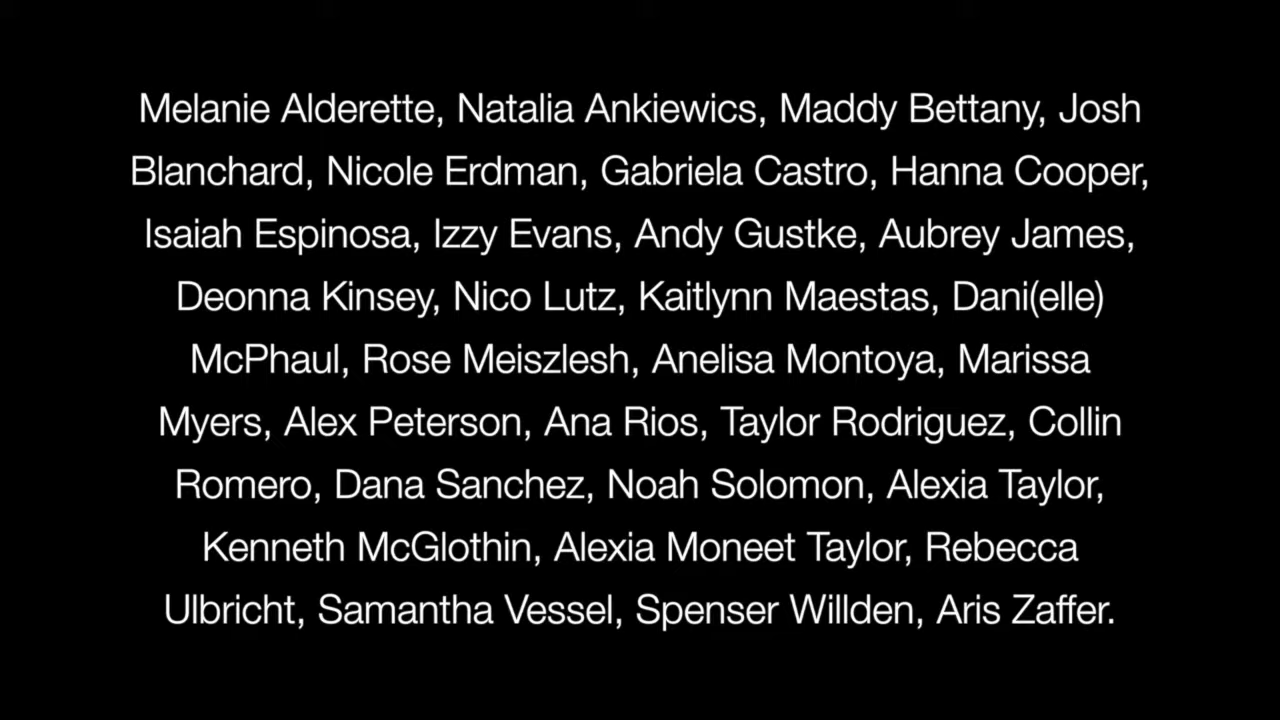 Melanie Alderette, Natalia Ankiewics, Maddy Bettany, Josh
Blanchard, Nicole Erdman, Gabriela Castro, Hanna Cooper,
Isaiah Espinosa, Izzy Evans, Andy Gustke, Aubrey James,
Deonna Kinsey, Nico Lutz, Kaitlynn Maestas, Dani(elle)
McPhaul, Rose Meiszlesh, Anelisa Montoya, Marissa
Myers, Alex Peterson, Ana Rios, Taylor Rodriguez, Collin
Romero, Dana Sanchez, Noah Solomon, Alexia Taylor,
Kenneth McGlothin, Alexia Moneet Taylor, Rebecca
Ulbricht, Samantha Vessel, Spenser Willden, Aris Zaffer.